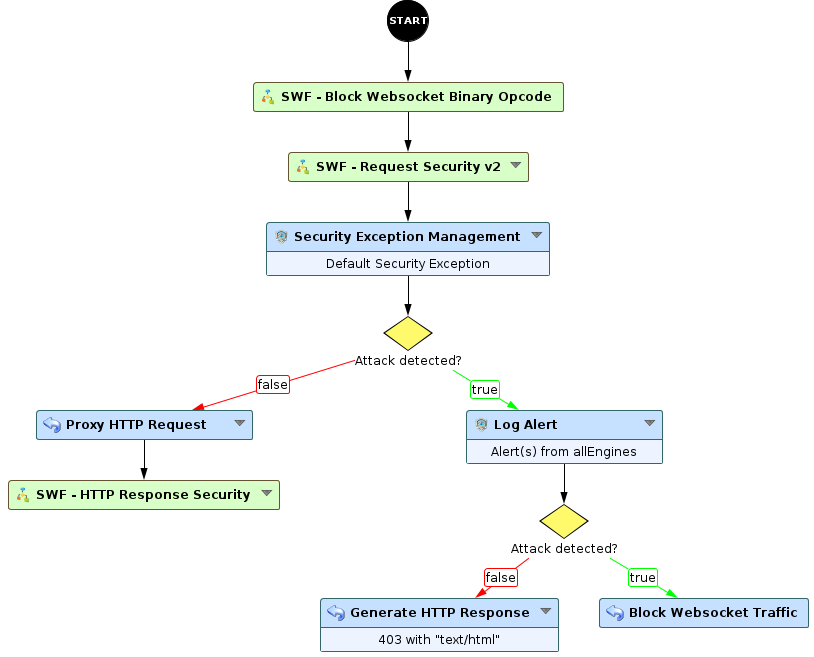 START
SWF - Block Websocket Binary Opcode
SWF - Request Security v2
Security Exception Management
Default Security Exception
Attack detected?
false
true
Proxy HTTP Request
Log Alert
Alert(s) from allEngines
SWF - HTTP Response Security
Attack detected?
false
true
Generate HTTP Response
Block Websocket Traffic
403 with "text/html"